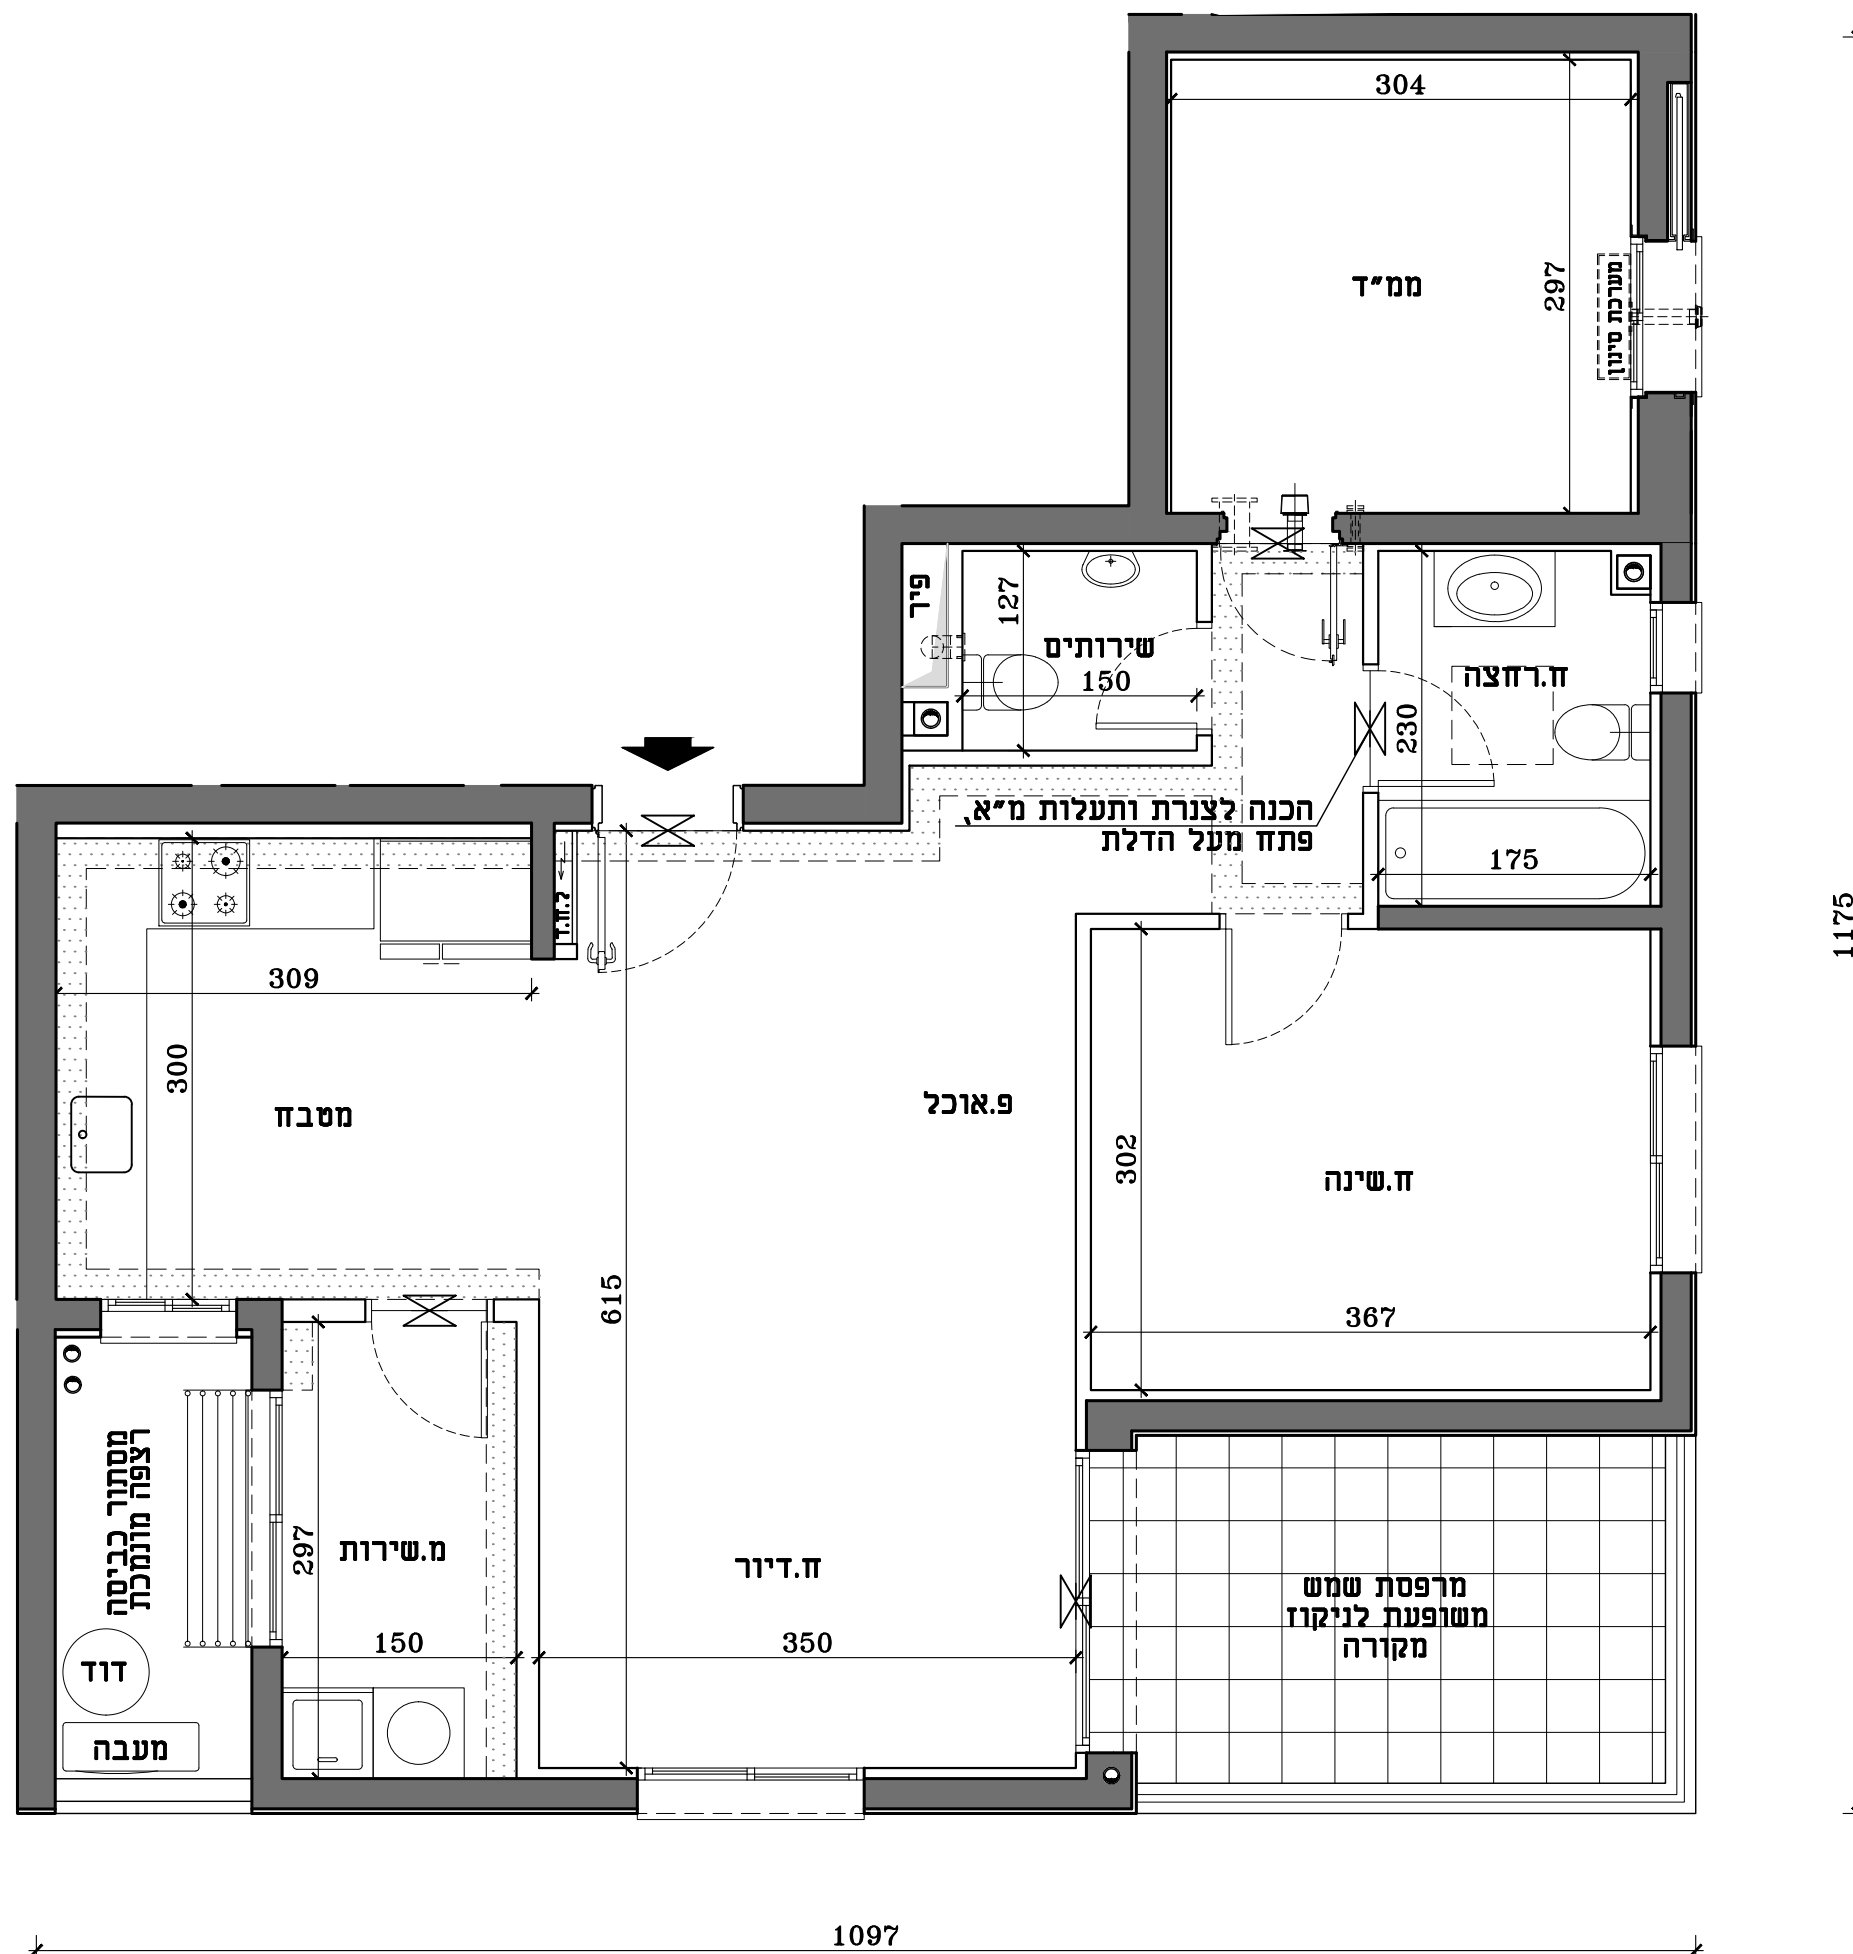 304
297
ממ״ד
מערכת סינון
פיר
127
שירותים
150
ח.רחצה
230
הכנה לצנרת ותעלות מ״א,
פתח מעל הדלת
175
ל.ח.ד
309
300
מטבח
פ.אוכל
302
ח.שינה
367
615
1175
מסתור כביסה
רצפה מונמכת
297
מ.שירות
150
ח.דיור
350
מרפסת שמש
משופעת לניקוז
מקורה
דוד
מעבה
1097